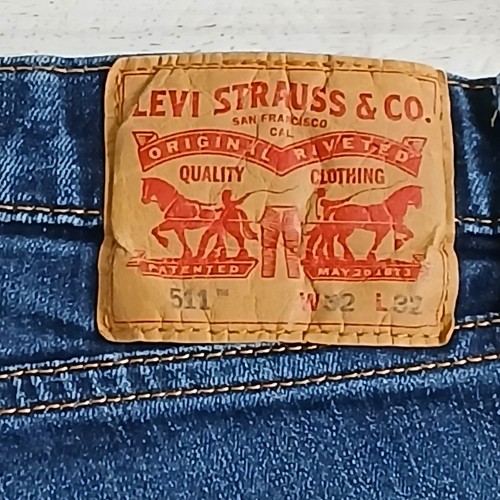 LEVI STRAUSS & CO.
SAN FRANCISCO
CAL
ORIGINAL RIVETED
QUALITY CLOTHING
PATENTED MAY 20 1873
511™ W32 L32